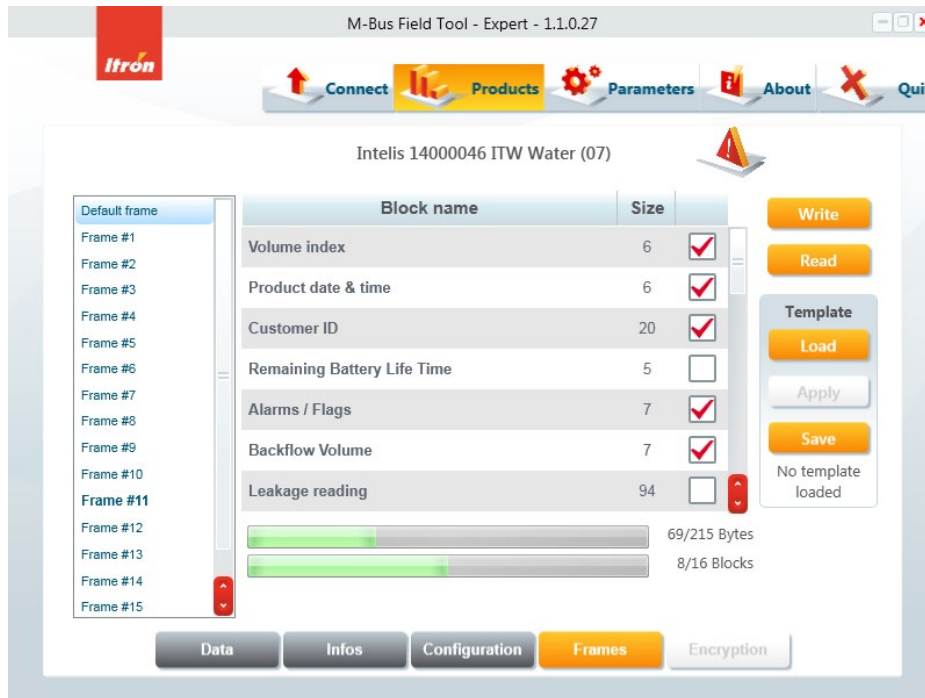 M-Bus Field Tool - Expert - 1.1.0.27
Itron
Connect
Products
Parameters
About
Qui
Intelis 14000046 ITW Water (07)
Default frame
Frame #1
Frame #2
Frame #3
Frame #4
Frame #5
Frame #6
Frame #7
Frame #8
Frame #9
Frame #10
Frame #11
Frame #12
Frame #13
Frame #14
Frame #15
Block name Size
Volume index 6
Product date & time 6
Customer ID 20
Remaining Battery Life Time 5
Alarms / Flags 7
Backflow Volume 7
Leakage reading 94
69/215 Bytes
8/16 Blocks
Write
Read
Template
Load
Apply
Save
No template
loaded
Data
Infos
Configuration
Frames
Encryption